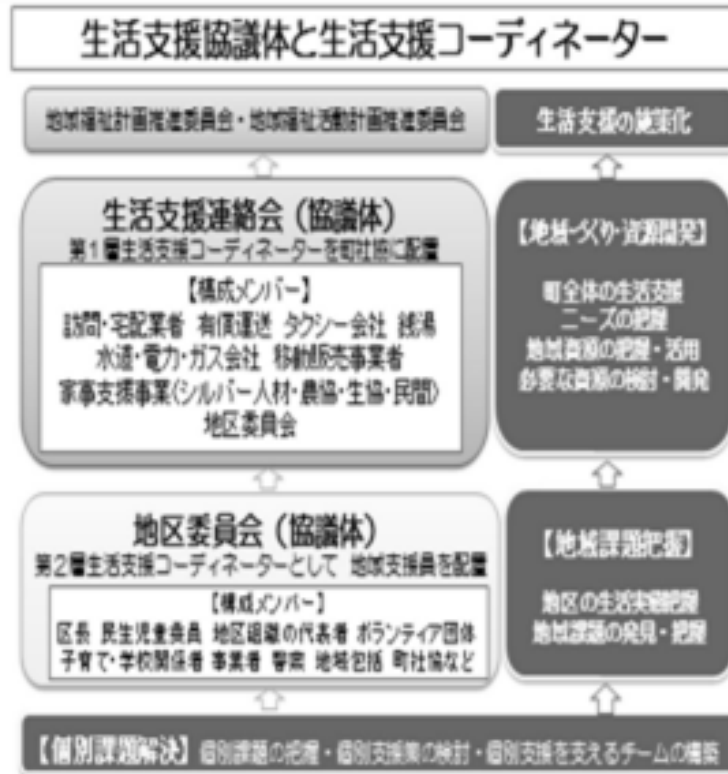 生活支援協議体と生活支援コーディネーター
地域福祉計画推進委員会・地域福祉活動計画推進委員会
生活支援の施策化
生活支援連絡会（協議体）
第１層生活支援コーディネーターを町社協に配置
【構成メンバー】
訪問・宅配業者 有償運送 タクシー会社 銭湯
水道・電力・ガス会社 移動販売事業者
家事支援事業(シルバー人材・農協・生協・民間)
地区委員会
【地域づくり・資源開発】
町全体の生活支援
ニーズの把握
地域資源の把握・活用
必要な資源の検討・開発
地区委員会（協議体）
第２層生活支援コーディネーターとして 地域支援員を配置
【構成メンバー】
区長 民生児童委員 地区組織の代表者 ボランティア団体
子育て・学校関係者 事業者 警察 地域包括 町社協など
【地域課題把握】
地区の生活実態把握
地域課題の発見・把握
【個別課題解決】個別課題の把握・個別支援策の検討・個別支援を支えるチームの構築